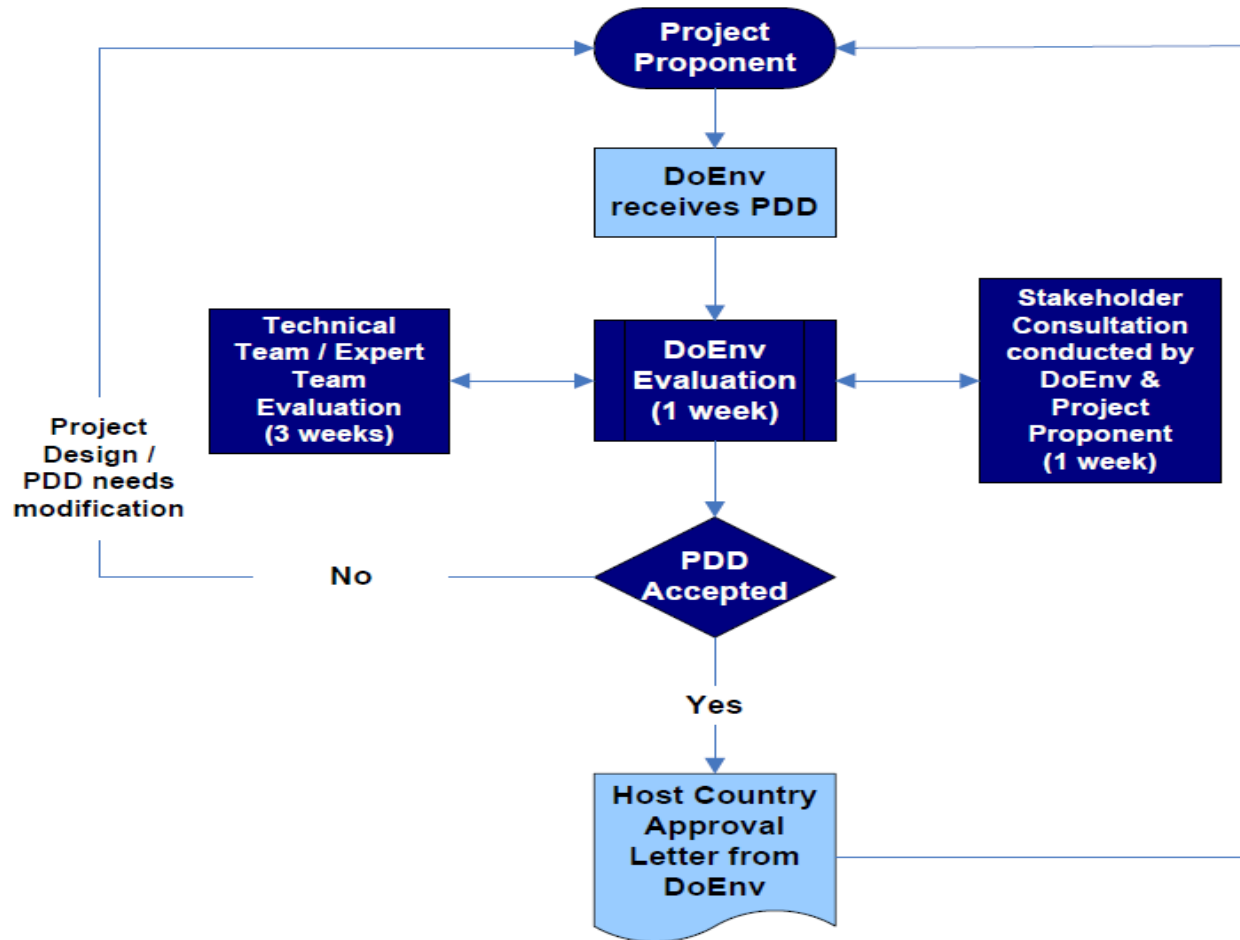 Project
Proponent
DoEnv
receives PDD
Technical
Team / Expert
Team
Evaluation
(3 weeks)
DoEnv
Evaluation
(1 week)
Stakeholder
Consultation
conducted by
DoEnv &
Project
Proponent
(1 week)
Project
Design /
PDD needs
modification
No
PDD
Accepted
Yes
Host Country
Approval
Letter from
DoEnv